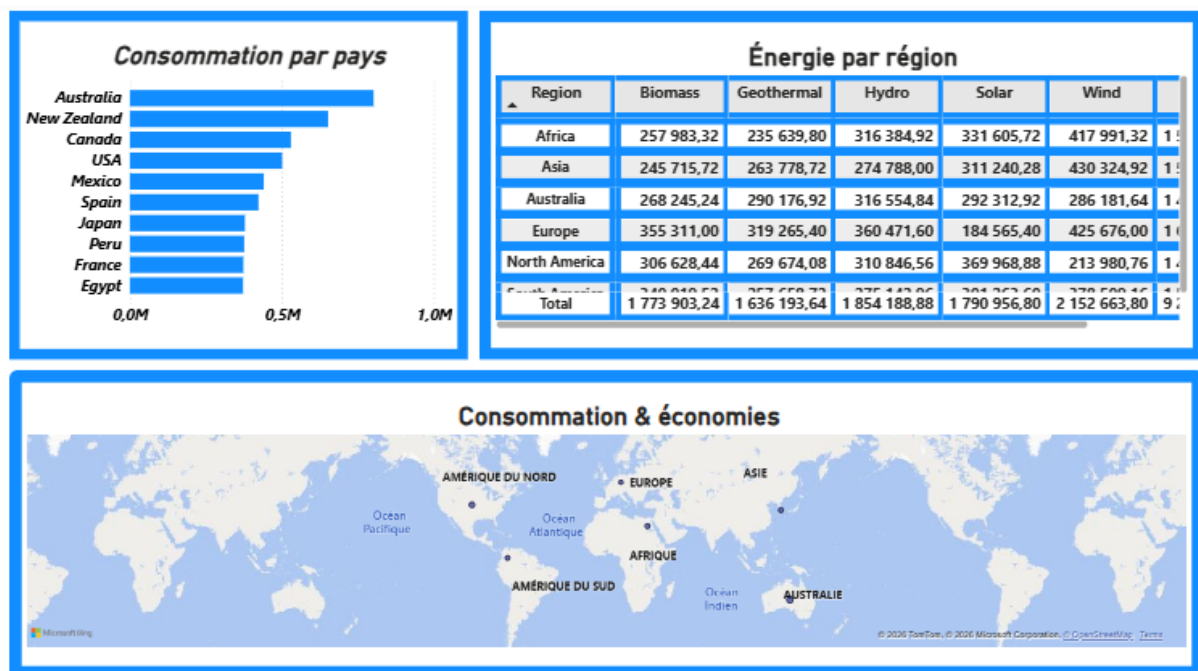 Consommation par pays
Australia
New Zealand
Canada
USA
Mexico
Spain
Japan
Peru
France
Egypt
0,0M 0,5M 1,0M
Énergie par région
Region Biomass Geothermal Hydro Solar Wind
Africa 257 983,32 235 639,80 316 384,92 331 605,72 417 991,32
Asia 245 715,72 263 778,72 274 788,00 311 240,28 430 324,92
Australia 268 245,24 290 176,92 316 554,84 292 312,92 286 181,64
Europe 355 311,00 319 265,40 360 471,60 184 565,40 425 676,00
North America 306 628,44 269 674,08 310 846,56 369 968,88 213 980,76
Total 1 773 903,24 1 636 193,64 1 854 188,88 1 790 956,80 2 152 663,80
Consommation & économies
AMÉRIQUE DU NORD
EUROPE
ASIE
Océan
Pacifique
Océan
Atlantique
AFRIQUE
AMÉRIQUE DU SUD
Océan
Indien
AUSTRALIE
Microsoft Bing
© 2026 TomTom, © 2026 Microsoft Corporation, © OpenStreetMap Terms